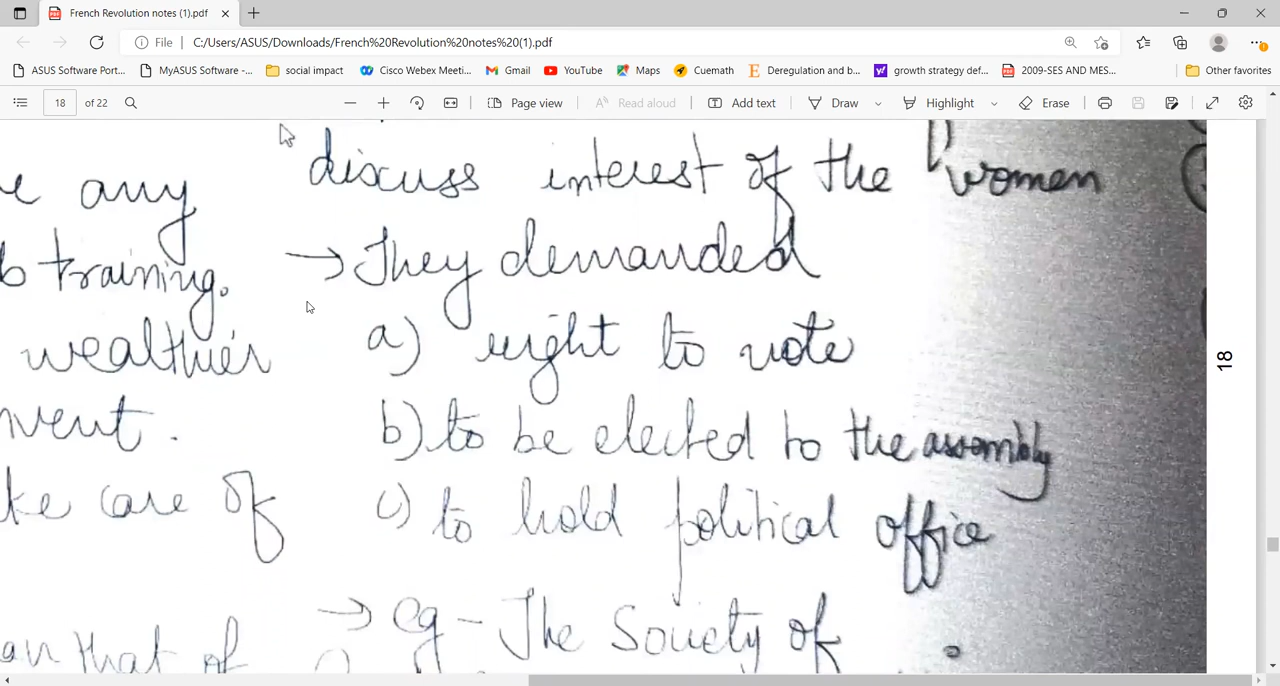 French Revolution notes (1).pdf
File C:/Users/ASUS/Downloads/French%20Revolution%20notes%20(1).pdf
ASUS Software Port... MyASUS Software -... social impact Cisco Webex Meeti... Gmail YouTube Maps Cuemath Deregulation and b... growth strategy def... 2009-SES AND MES... Other favorites
18 of 22 Page view Read aloud Add text Draw Highlight Erase
any
training.
wealthier
care of
that of
discuss interest of the women
→ They demanded
a) right to vote
b) to be elected to the assembly
c) to hold political office
→ eg - The Society of
18